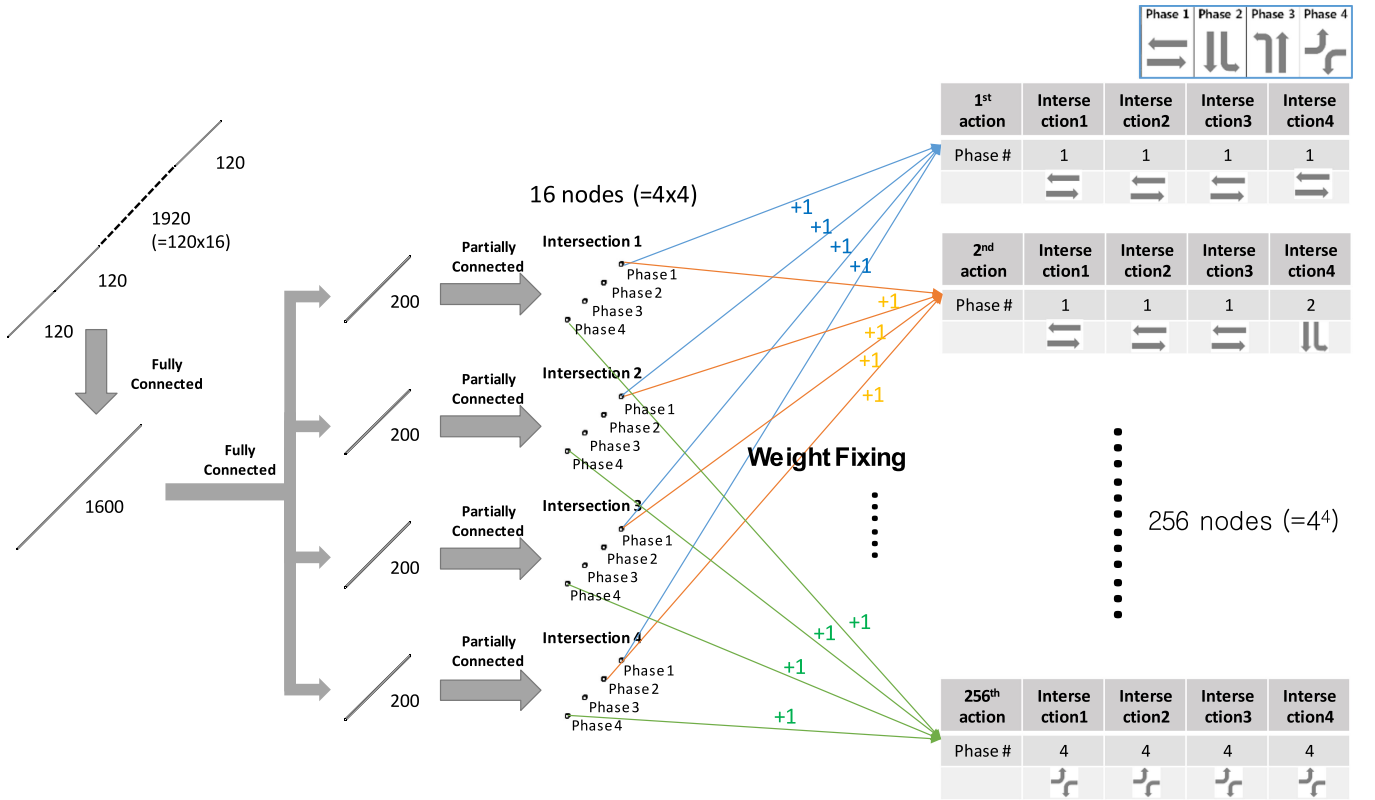 Phase 1 Phase 2 Phase 3 Phase 4
1st action Interse ction1 Interse ction2 Interse ction3 Interse ction4
Phase # 1 1 1 1
120
1920
(=120x16)
120
120
Fully
Connected
1600
Fully
Connected
16 nodes (=4x4)
200
Partially
Connected
Intersection 1
Phase 1
Phase 2
Phase 3
Phase 4
200
Partially
Connected
Intersection 2
Phase 1
Phase 2
Phase 3
Phase 4
200
Partially
Connected
Intersection 3
Phase 1
Phase 2
Phase 3
Phase 4
200
Partially
Connected
Intersection 4
Phase 1
Phase 2
Phase 3
Phase 4
+1
+1
+1
+1
+1
+1
+1
+1
Weight Fixing
+1
+1
+1
+1
2nd action Interse ction1 Interse ction2 Interse ction3 Interse ction4
Phase # 1 1 1 2
256 nodes (=4⁴)
256th action Interse ction1 Interse ction2 Interse ction3 Interse ction4
Phase # 4 4 4 4